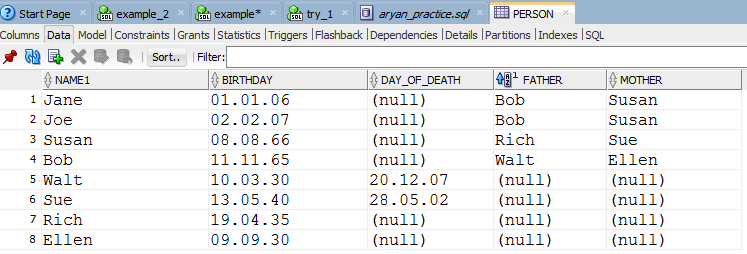 Start Page example_2 example* try_1 aryan_practice.sql PERSON
Columns Data Model Constraints Grants Statistics Triggers Flashback Dependencies Details Partitions Indexes SQL
Sort.. Filter:
NAME1 BIRTHDAY DAY_OF_DEATH 1 FATHER MOTHER
1 Jane 01.01.06 (null) Bob Susan
2 Joe 02.02.07 (null) Bob Susan
3 Susan 08.08.66 (null) Rich Sue
4 Bob 11.11.65 (null) Walt Ellen
5 Walt 10.03.30 20.12.07 (null) (null)
6 Sue 13.05.40 28.05.02 (null) (null)
7 Rich 19.04.35 (null) (null) (null)
8 Ellen 09.09.30 (null) (null) (null)